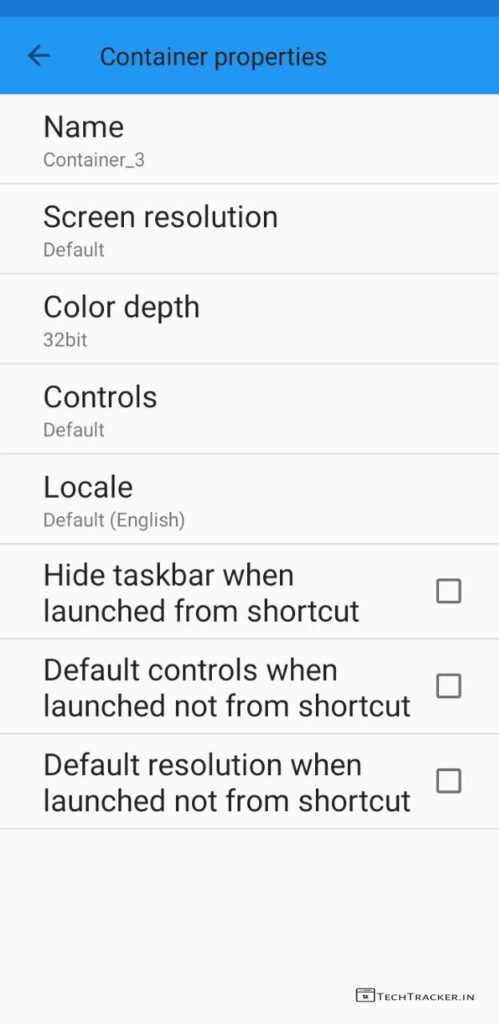 Container properties
Name
Container_3
Screen resolution
Default
Color depth
32bit
Controls
Default
Locale
Default (English)
Hide taskbar when
launched from shortcut
Default controls when
launched not from shortcut
Default resolution when
launched not from shortcut
TECHTRACKER.IN